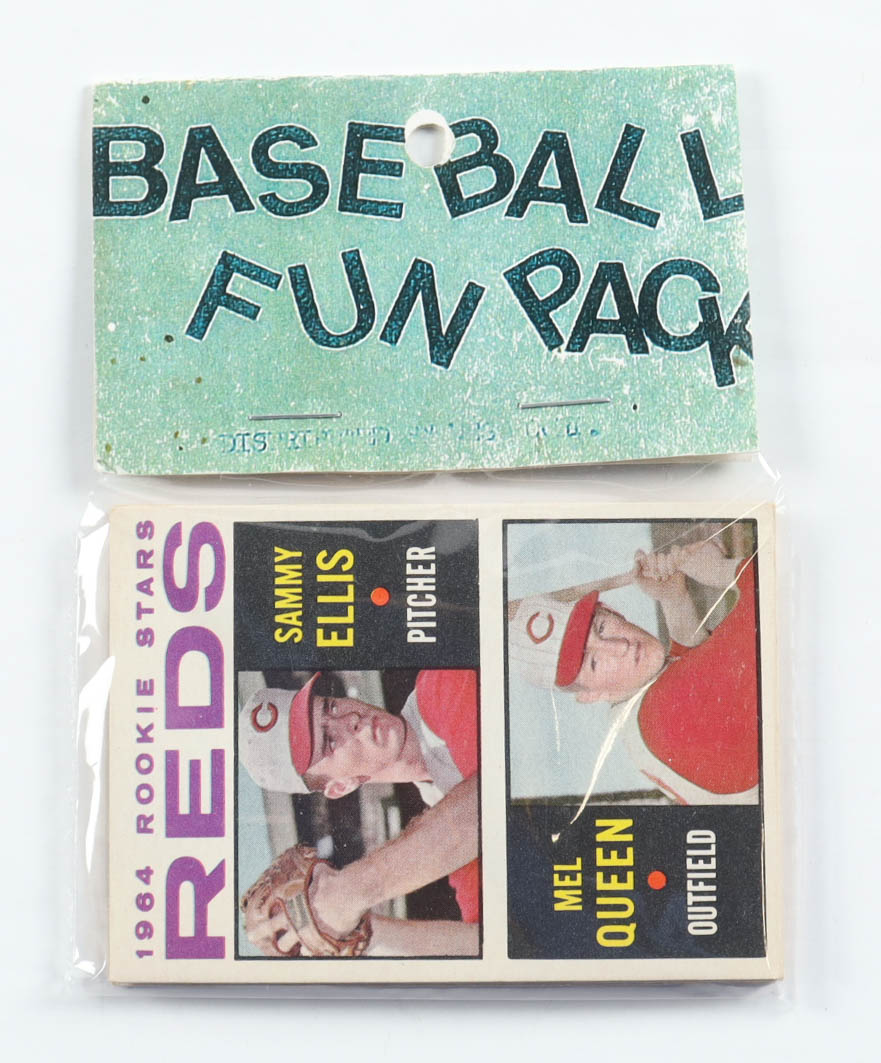 BASEBALL
FUN PACK
1964 ROOKIE STARS
REDS
SAMMY
ELLIS
PITCHER
MEL
QUEEN
OUTFIELD
C
C